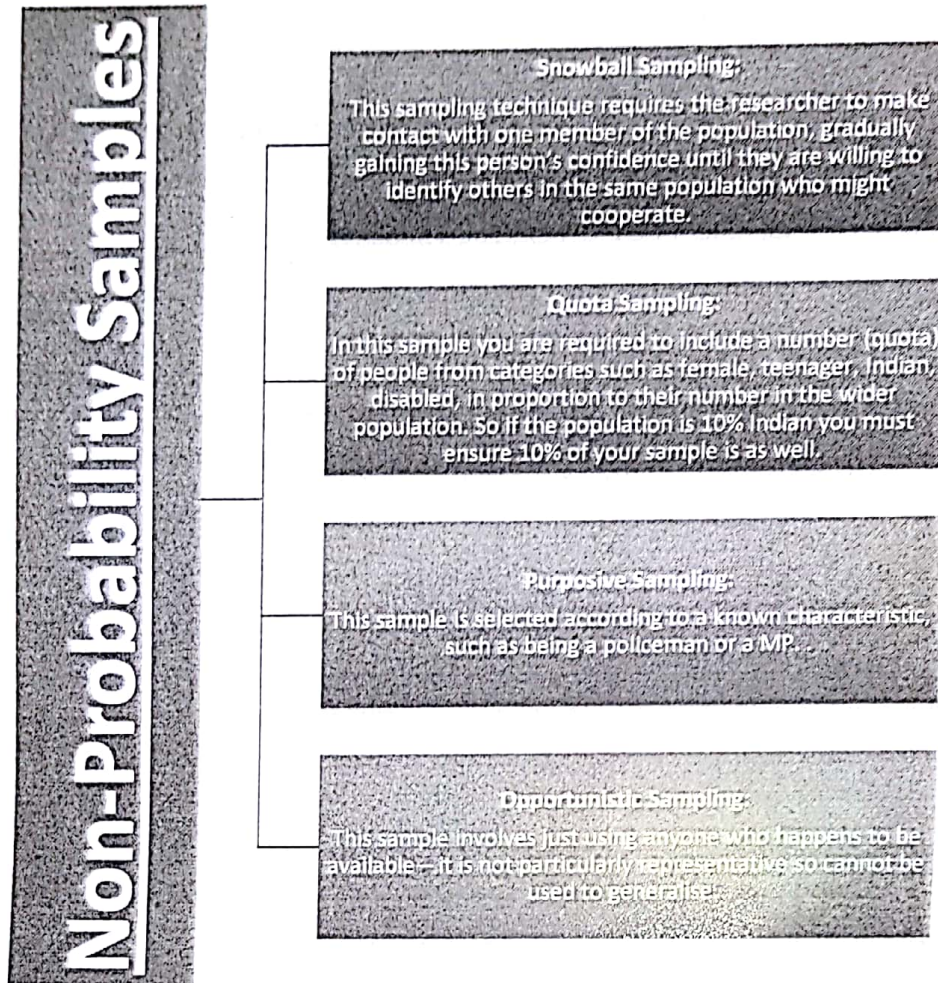 Non-Probability Samples
Snowball Sampling:
This sampling technique requires the researcher to make
contact with one member of the population, gradually
gaining this person's confidence until they are willing to
identify others in the same population who might
cooperate.
Quota Sampling:
In this sample you are required to include a number (quota)
of people from categories such as female, teenager, Indian,
disabled, in proportion to their number in the wider
population. So if the population is 10% Indian you must
ensure 10% of your sample is as well.
Purposive Sampling:
This sample is selected according to a known characteristic,
such as being a policeman or a MP. . .
Opportunistic Sampling:
This sample involves just using anyone who happens to be
available – it is not particularly representative so cannot be
used to generalise.